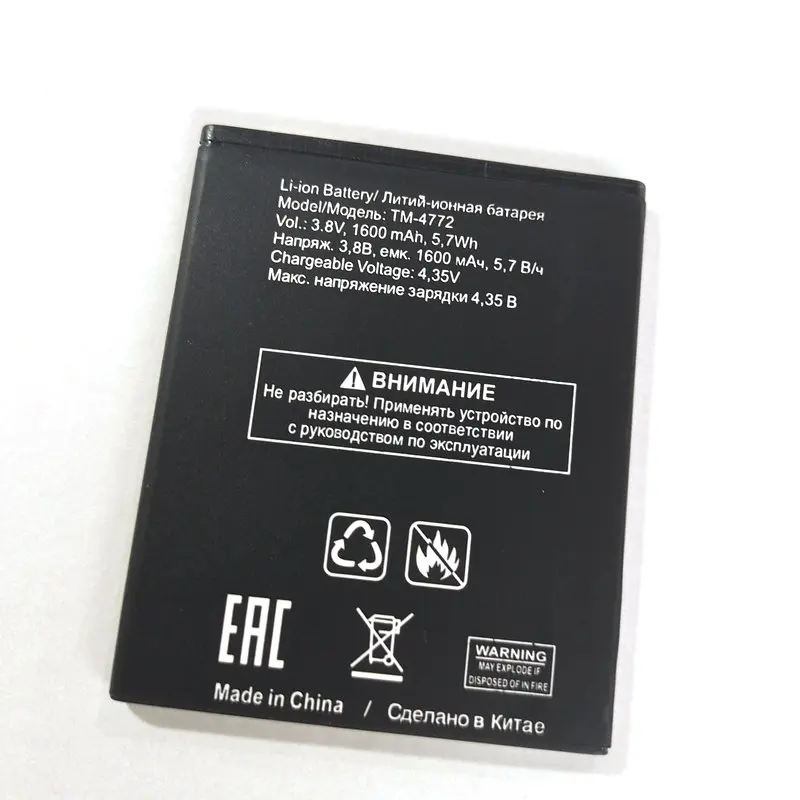 Li-ion Battery/ Литий-ионная батарея
Model/Модель: TM-4772
Vol.: 3.8V, 1600 mAh, 5,7Wh
Напряж. 3,8В, емк. 1600 мАч, 5,7 В/ч
Chargeable Voltage: 4,35V
Макс. напряжение зарядки 4,35 В
ВНИМАНИЕ
Не разбирать! Применять устройство по
назначению в соответствии
с руководством по эксплуатации
EAC
WARNING
MAY EXPLODE IF
DISPOSED OF IN FIRE
Made in China / Сделано в Китае